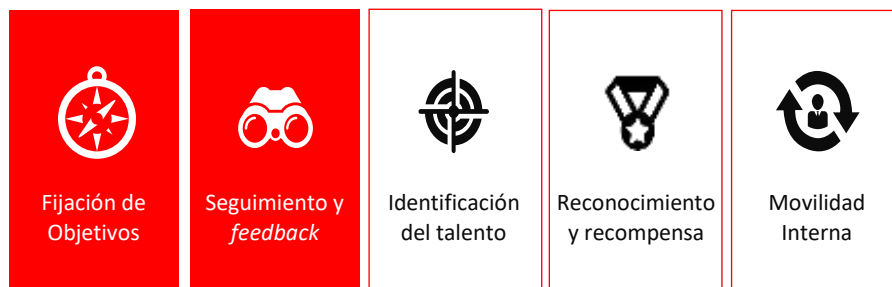 Fijación de
Objetivos
Seguimiento y
feedback
Identificación
del talento
Reconocimiento
y recompensa
Movilidad
Interna